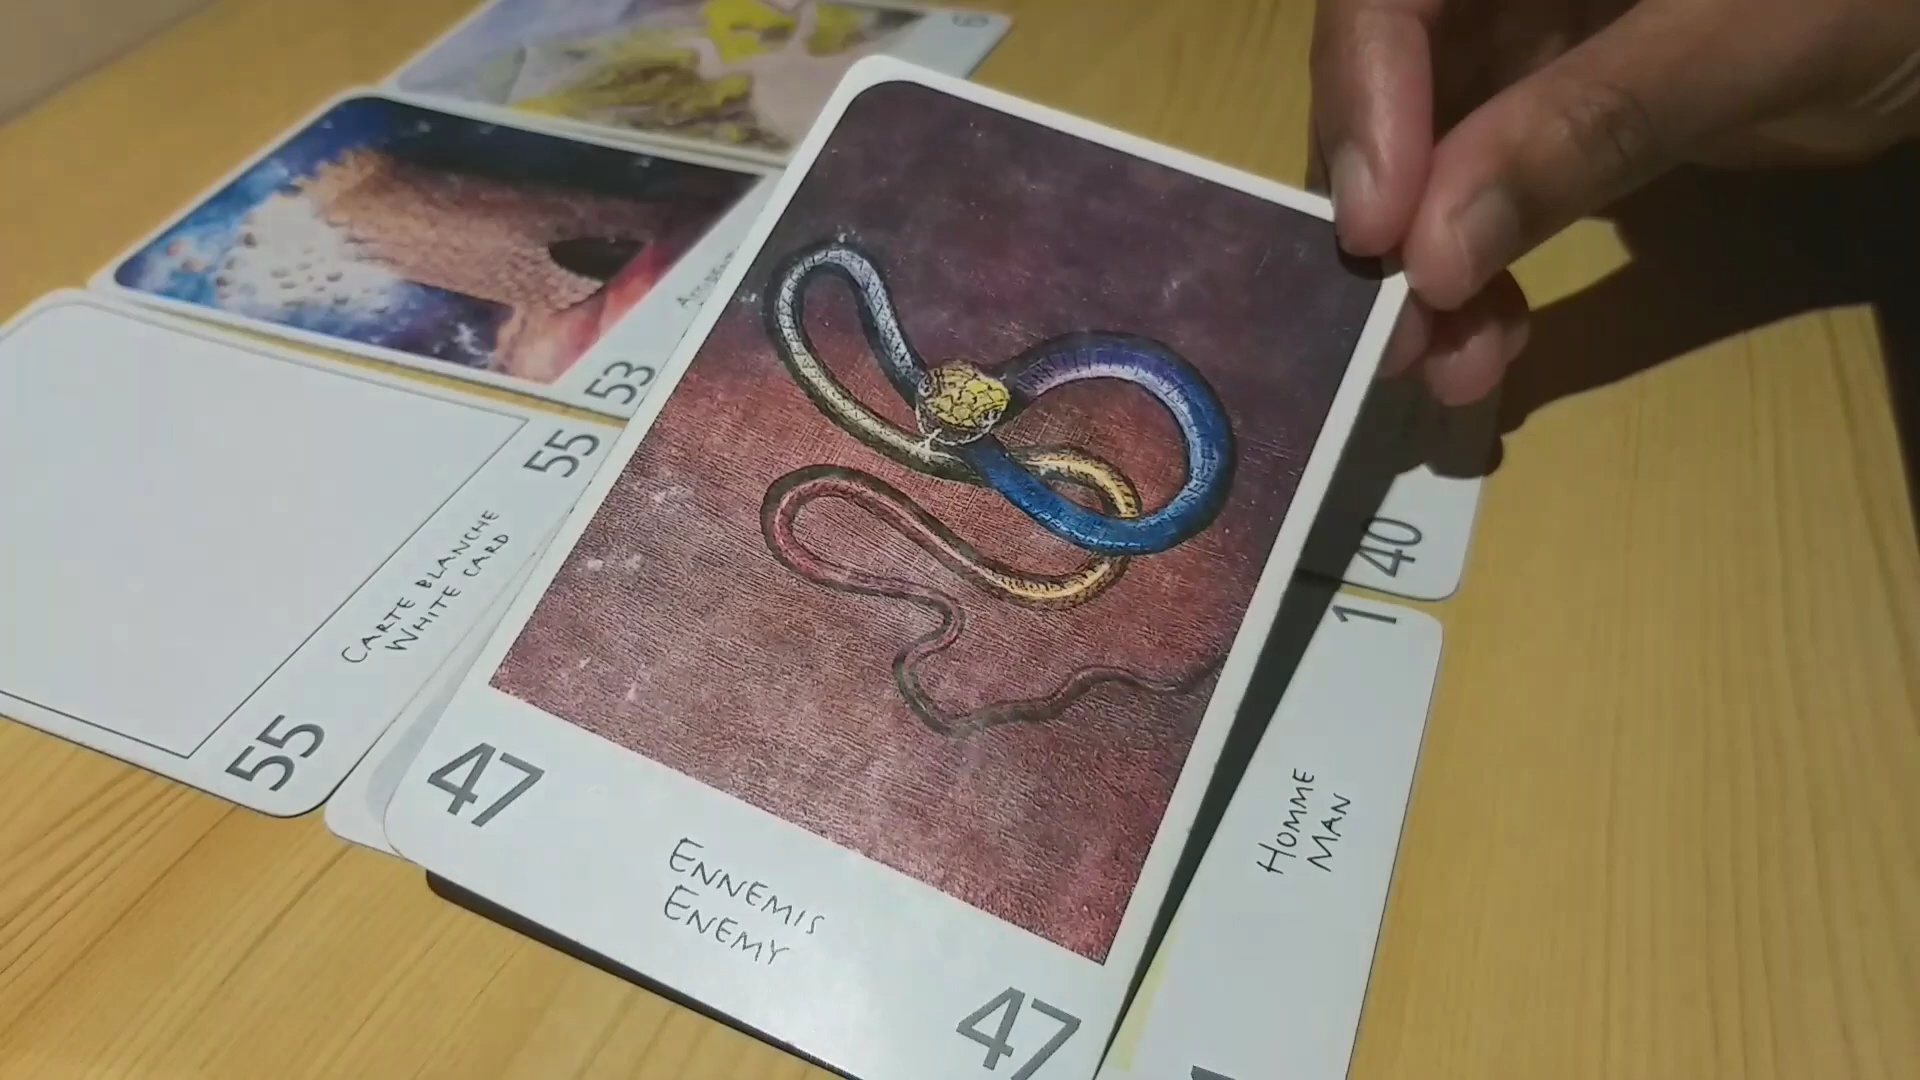 53
55
CARTE BLANCHE
WHITE CARD
55
47
ENNEMIS
ENEMY
47
40
1
HOMME
MAN